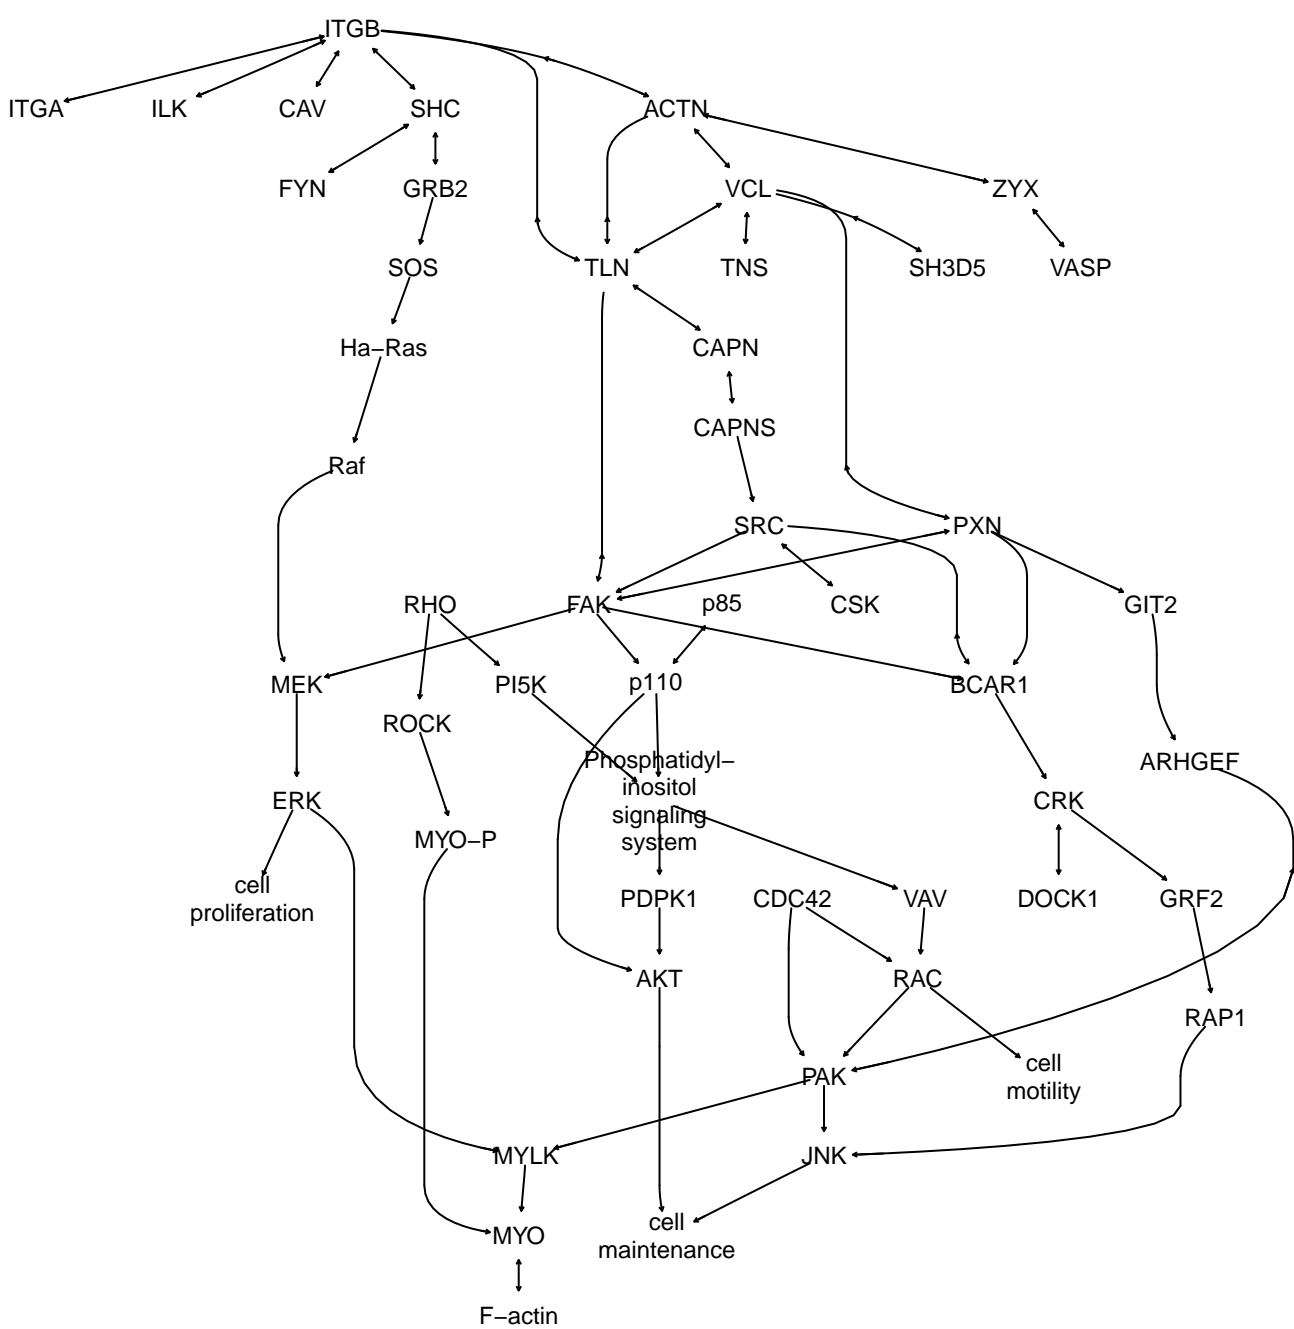 ITGB
ITGA
ILK
CAV
SHC
ACTN
FYN
GRB2
VCL
ZYX
SOS
TLN
TNS
SH3D5
VASP
Ha−Ras
CAPN
CAPNS
Raf
SRC
PXN
RHO
FAK
p85
CSK
GIT2
MEK
PI5K
p110
BCAR1
ROCK
Phosphatidyl−
inositol
signaling
system
ARHGEF
ERK
CRK
MYO−P
cell
proliferation
PDPK1
CDC42
VAV
DOCK1
GRF2
AKT
RAC
RAP1
PAK
cell
motility
MYLK
JNK
MYO
cell
maintenance
F−actin